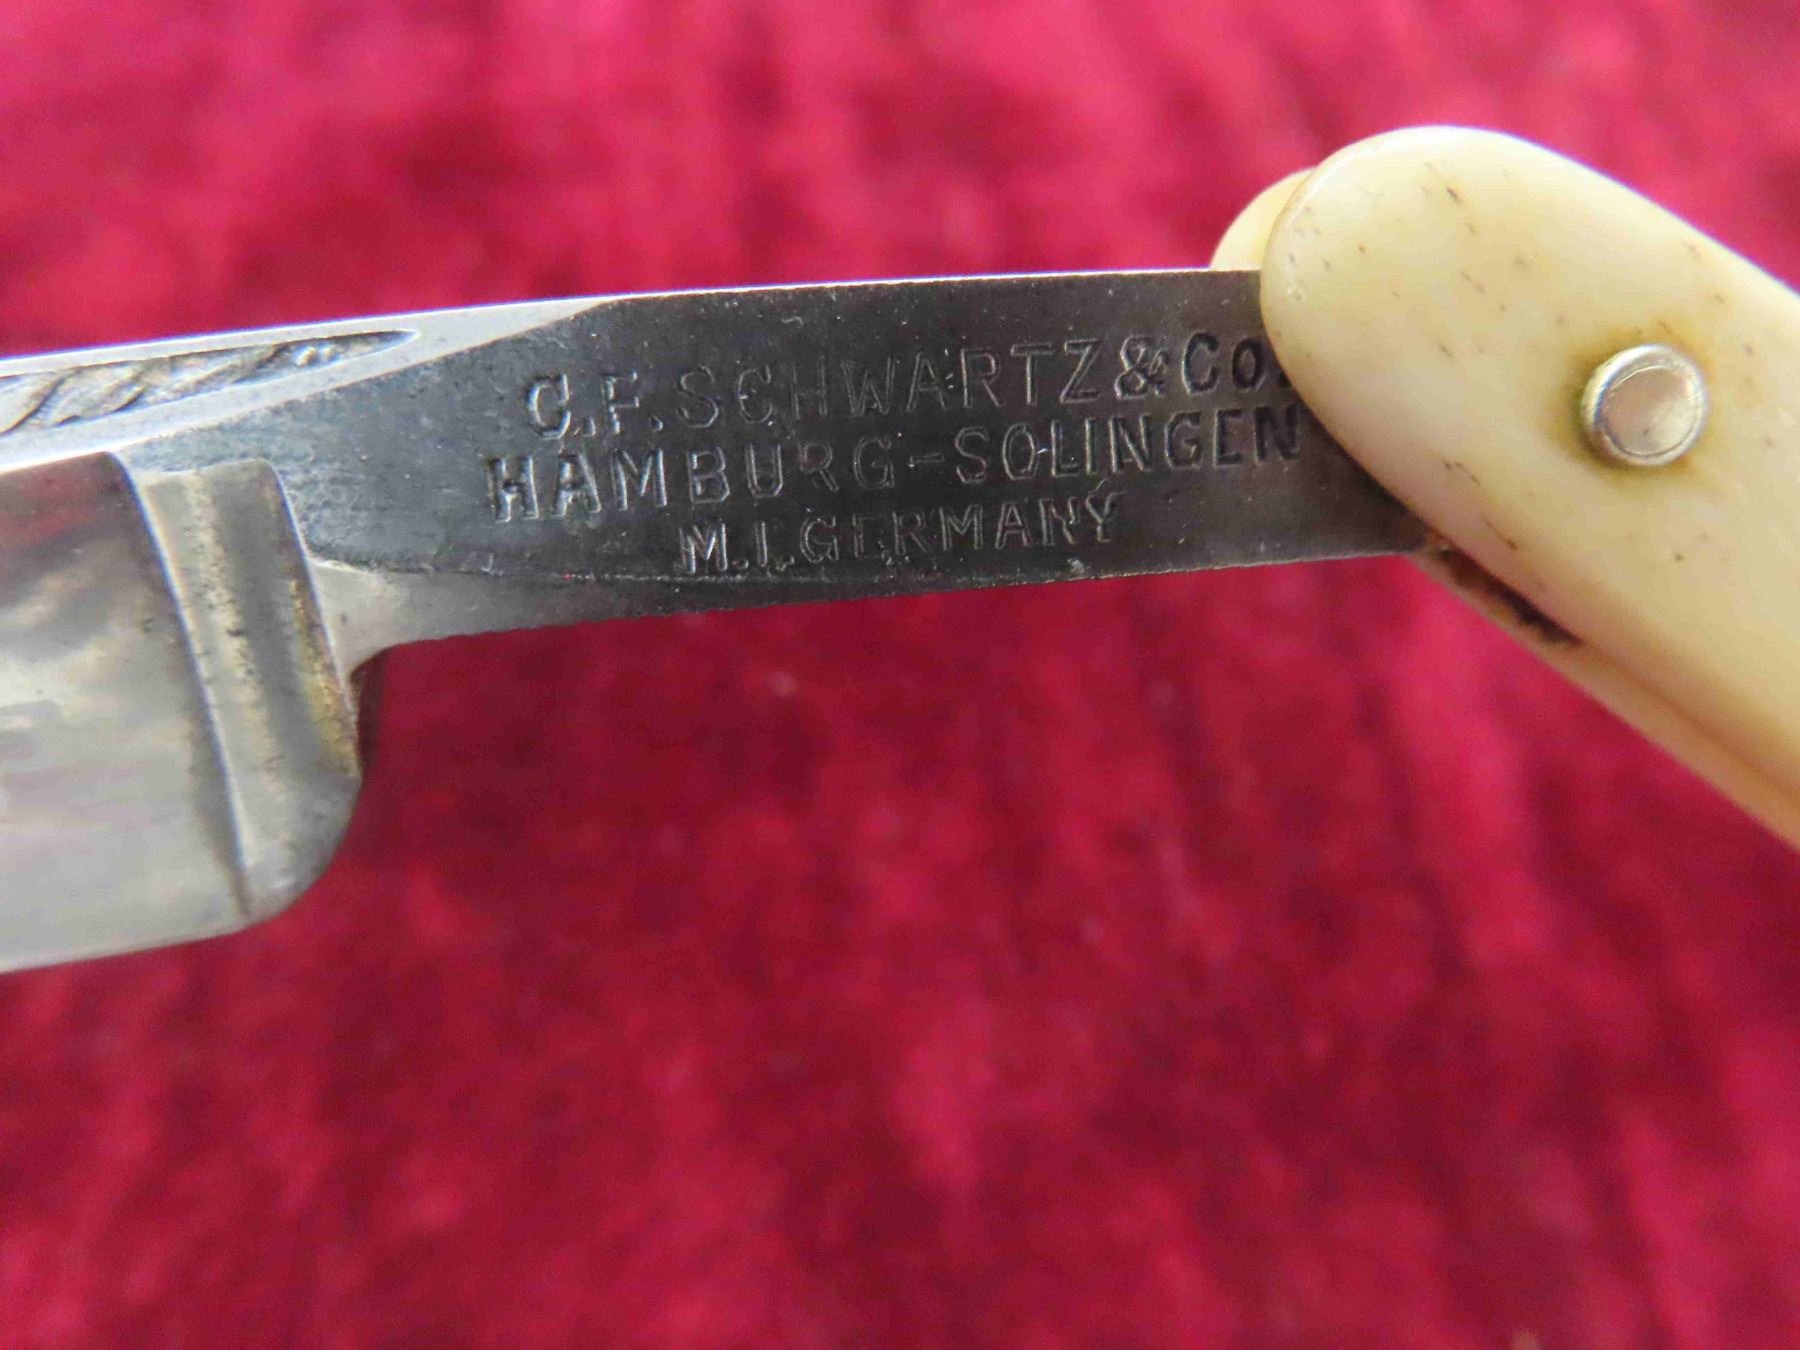 C.F. SCHWARTZ & Co.
HAMBURG-SOLINGEN
M.I. GERMANY